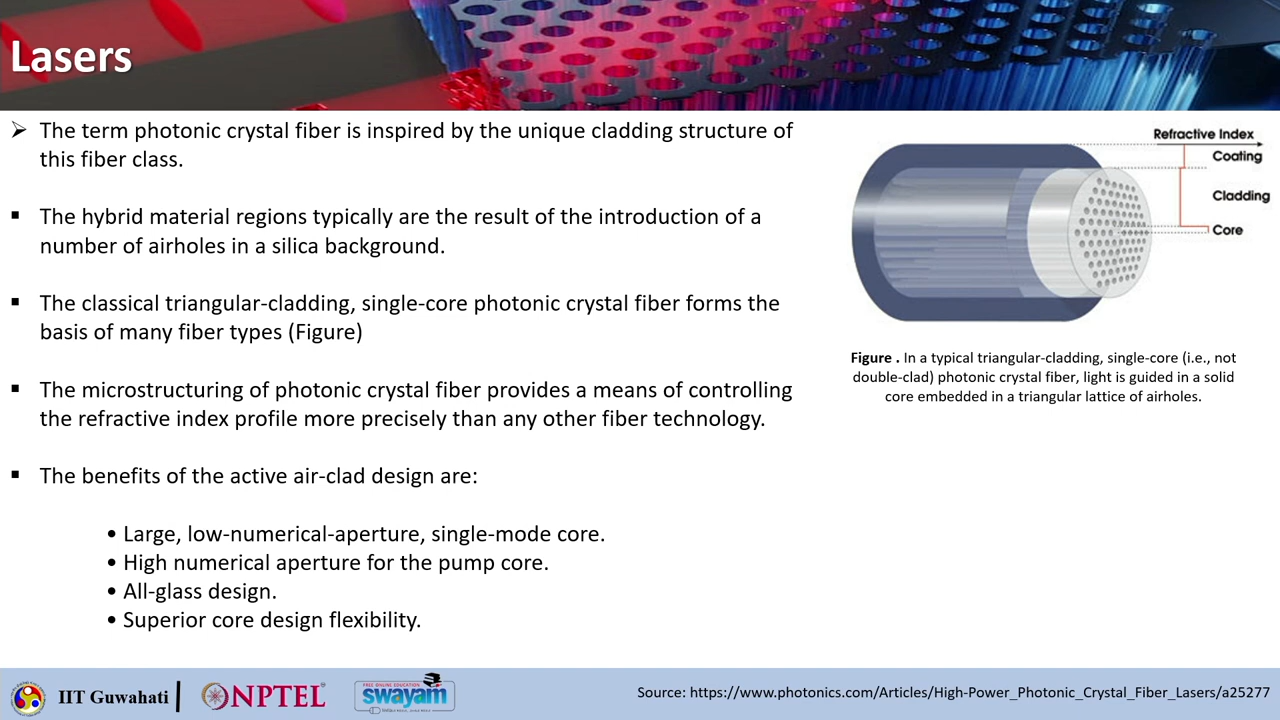 Lasers
➢ The term photonic crystal fiber is inspired by the unique cladding structure of
this fiber class.
▪ The hybrid material regions typically are the result of the introduction of a
number of airholes in a silica background.
▪ The classical triangular-cladding, single-core photonic crystal fiber forms the
basis of many fiber types (Figure)
▪ The microstructuring of photonic crystal fiber provides a means of controlling
the refractive index profile more precisely than any other fiber technology.
▪ The benefits of the active air-clad design are:
• Large, low-numerical-aperture, single-mode core.
• High numerical aperture for the pump core.
• All-glass design.
• Superior core design flexibility.
Refractive Index
Coating
Cladding
Core
Figure . In a typical triangular-cladding, single-core (i.e., not
double-clad) photonic crystal fiber, light is guided in a solid
core embedded in a triangular lattice of airholes.
IIT Guwahati
NPTEL
FREE ONLINE EDUCATION
swayam
Source: https://www.photonics.com/Articles/High-Power_Photonic_Crystal_Fiber_Lasers/a25277